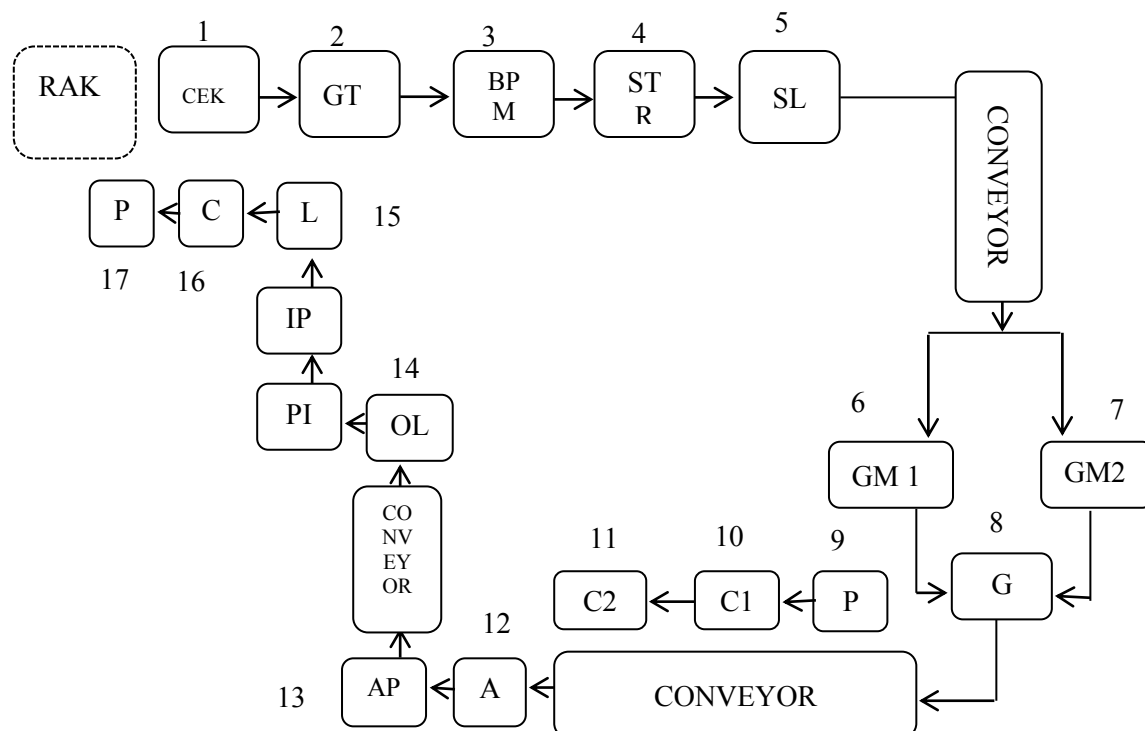 1
2
3
4
5
RAK
CEK
GT
BP
M
ST
R
SL
CONVEYOR
P
C
L
15
17
16
IP
14
PI
OL
6
7
GM 1
GM2
CO
NV
EY
OR
11
10
9
8
C2
C1
P
G
12
13
AP
A
CONVEYOR